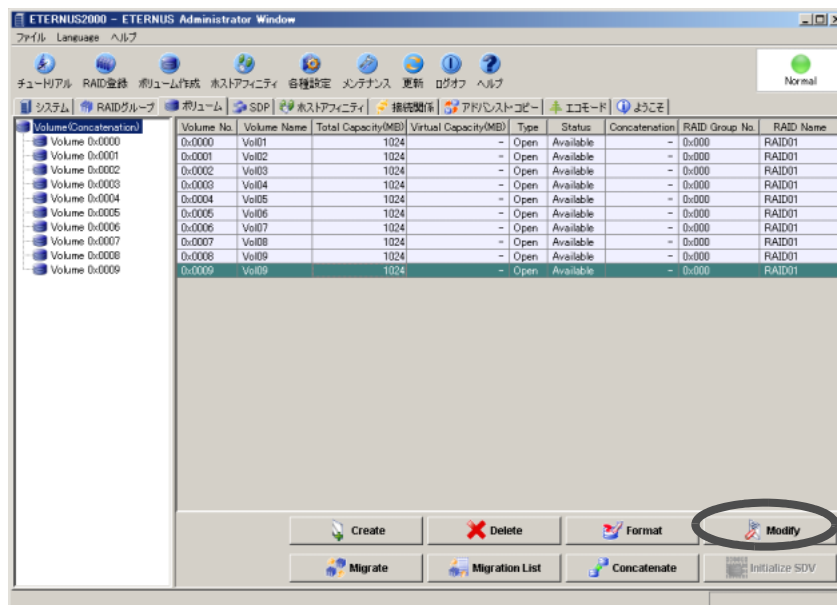 ETERNUS2000 - ETERNUS Administrator Window
ファイル Language ヘルプ
チュートリアル RAID登録 ボリューム作成 ホストアフィニティ 各種設定 メンテナンス 更新 ログオフ ヘルプ
Normal
システム RAIDグループ ボリューム SDP ホストアフィニティ 接続関係 アドバンスト・コピー エコモード ようこそ
Volume(Concatenation)
Volume 0x0000
Volume 0x0001
Volume 0x0002
Volume 0x0003
Volume 0x0004
Volume 0x0005
Volume 0x0006
Volume 0x0007
Volume 0x0008
Volume 0x0009
Volume No. Volume Name Total Capacity(MB) Virtual Capacity(MB) Type Status Concatenation RAID Group No. RAID Name
0x0000 Vol01 1024 - Open Available - 0x000 RAID01
0x0001 Vol02 1024 - Open Available - 0x000 RAID01
0x0002 Vol03 1024 - Open Available - 0x000 RAID01
0x0003 Vol04 1024 - Open Available - 0x000 RAID01
0x0004 Vol05 1024 - Open Available - 0x000 RAID01
0x0005 Vol06 1024 - Open Available - 0x000 RAID01
0x0006 Vol07 1024 - Open Available - 0x000 RAID01
0x0007 Vol08 1024 - Open Available - 0x000 RAID01
0x0008 Vol09 1024 - Open Available - 0x000 RAID01
0x0009 Vol09 1024 - Open Available - 0x000 RAID01
Create Delete Format Modify
Migrate Migration List Concatenate Initialize SDV